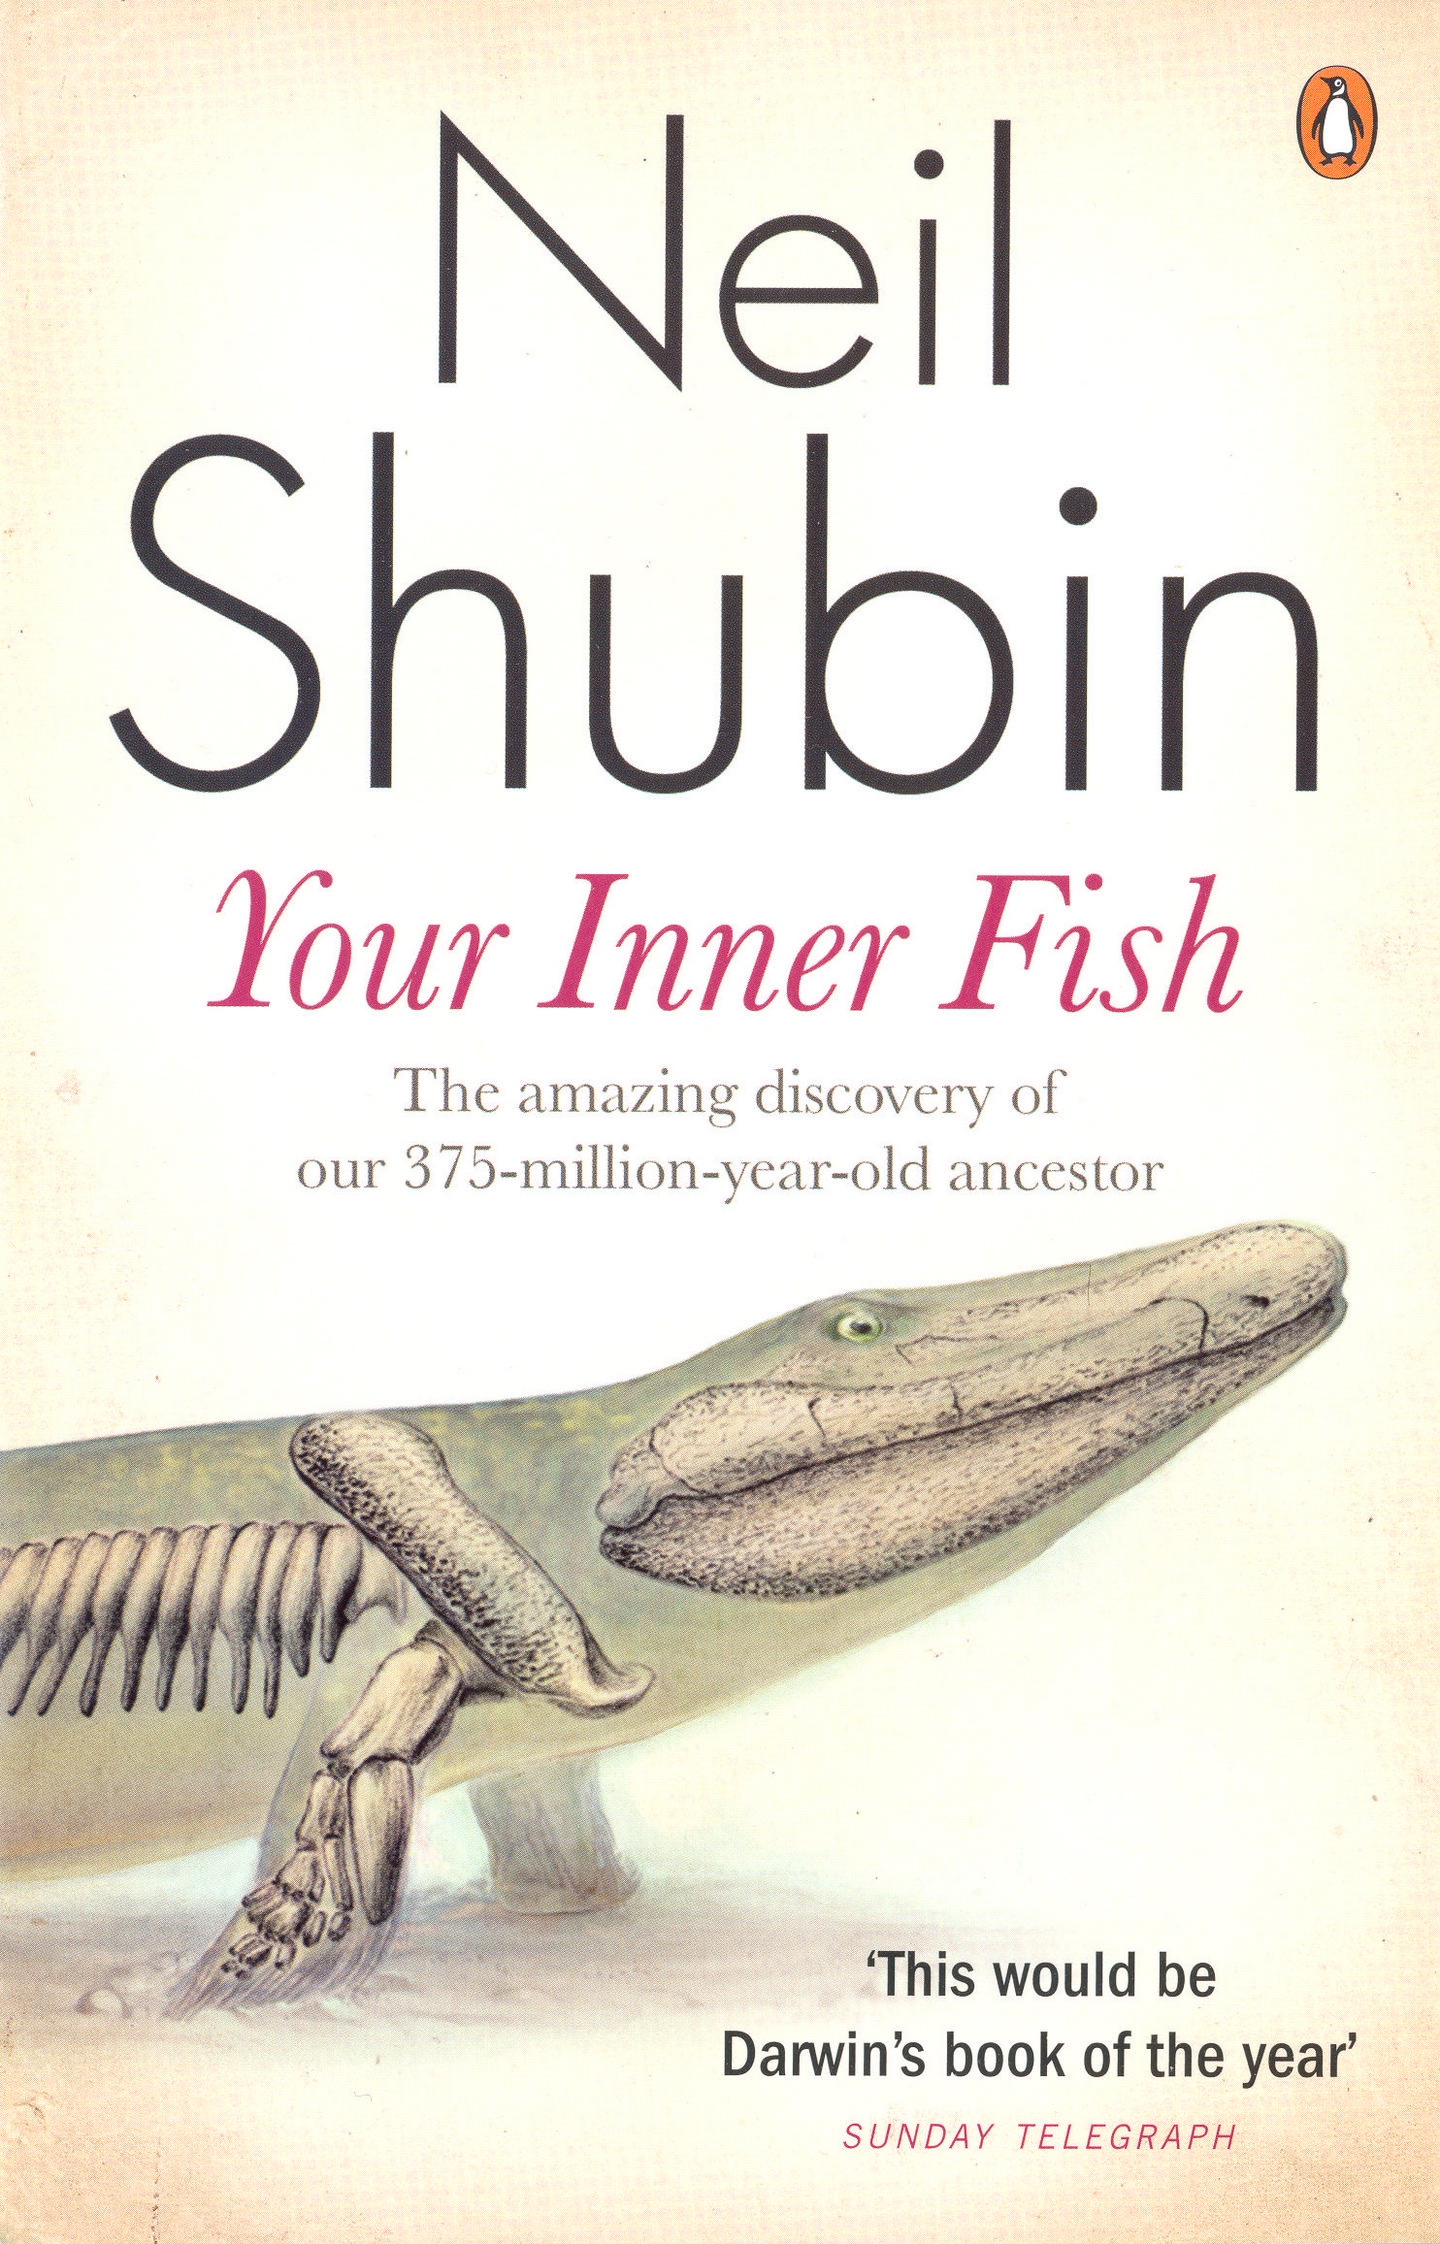 Neil
Shubin
Your Inner Fish
The amazing discovery of
our 375-million-year-old ancestor
‘This would be
Darwin’s book of the year’
SUNDAY TELEGRAPH